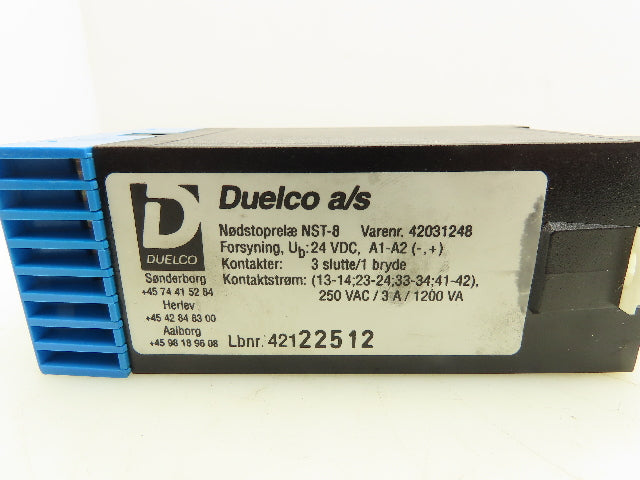 DUELCO
Sønderborg
+45 74 41 52 84
Herlev
+45 42 84 83 00
Aalborg
+45 98 18 96 08
Duelco a/s
Nødstoprelæ NST-8 Varenr. 42031248
Forsyning, Ub: 24 VDC, A1-A2 (-,+)
Kontakter: 3 slutte/1 bryde
Kontaktstrøm: (13-14;23-24;33-34;41-42),
250 VAC / 3 A / 1200 VA
Lbnr. 42122512